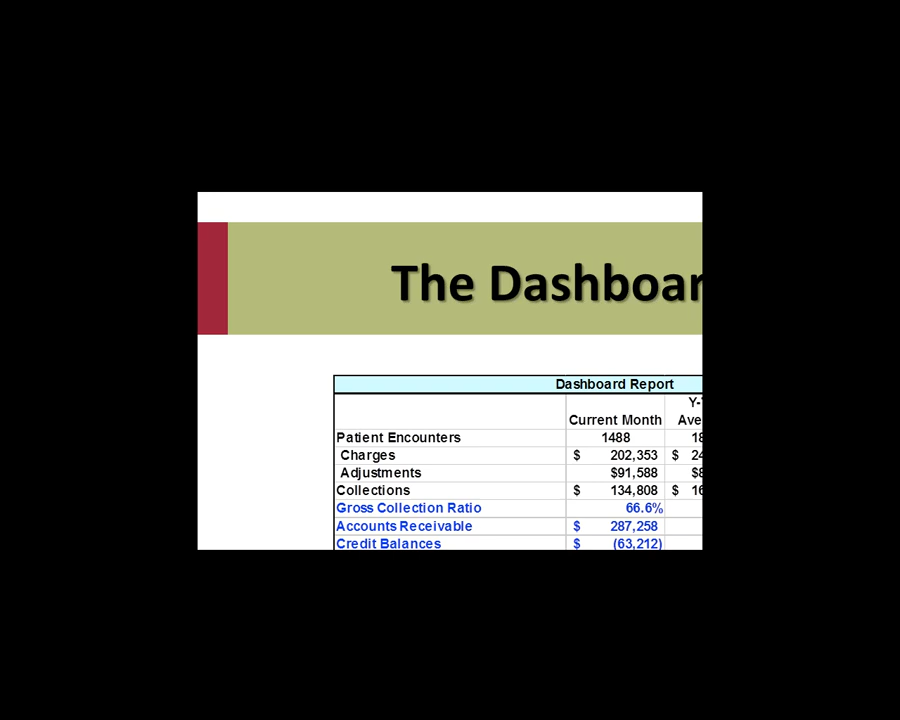 The Dashboar
Dashboard Report
Current Month
Patient Encounters 1488 18
Charges $ 202,353 $ 24
Adjustments $91,588 $8
Collections $ 134,808 $ 16
Gross Collection Ratio 66.6%
Accounts Receivable $ 287,258
Credit Balances $ (63,212)